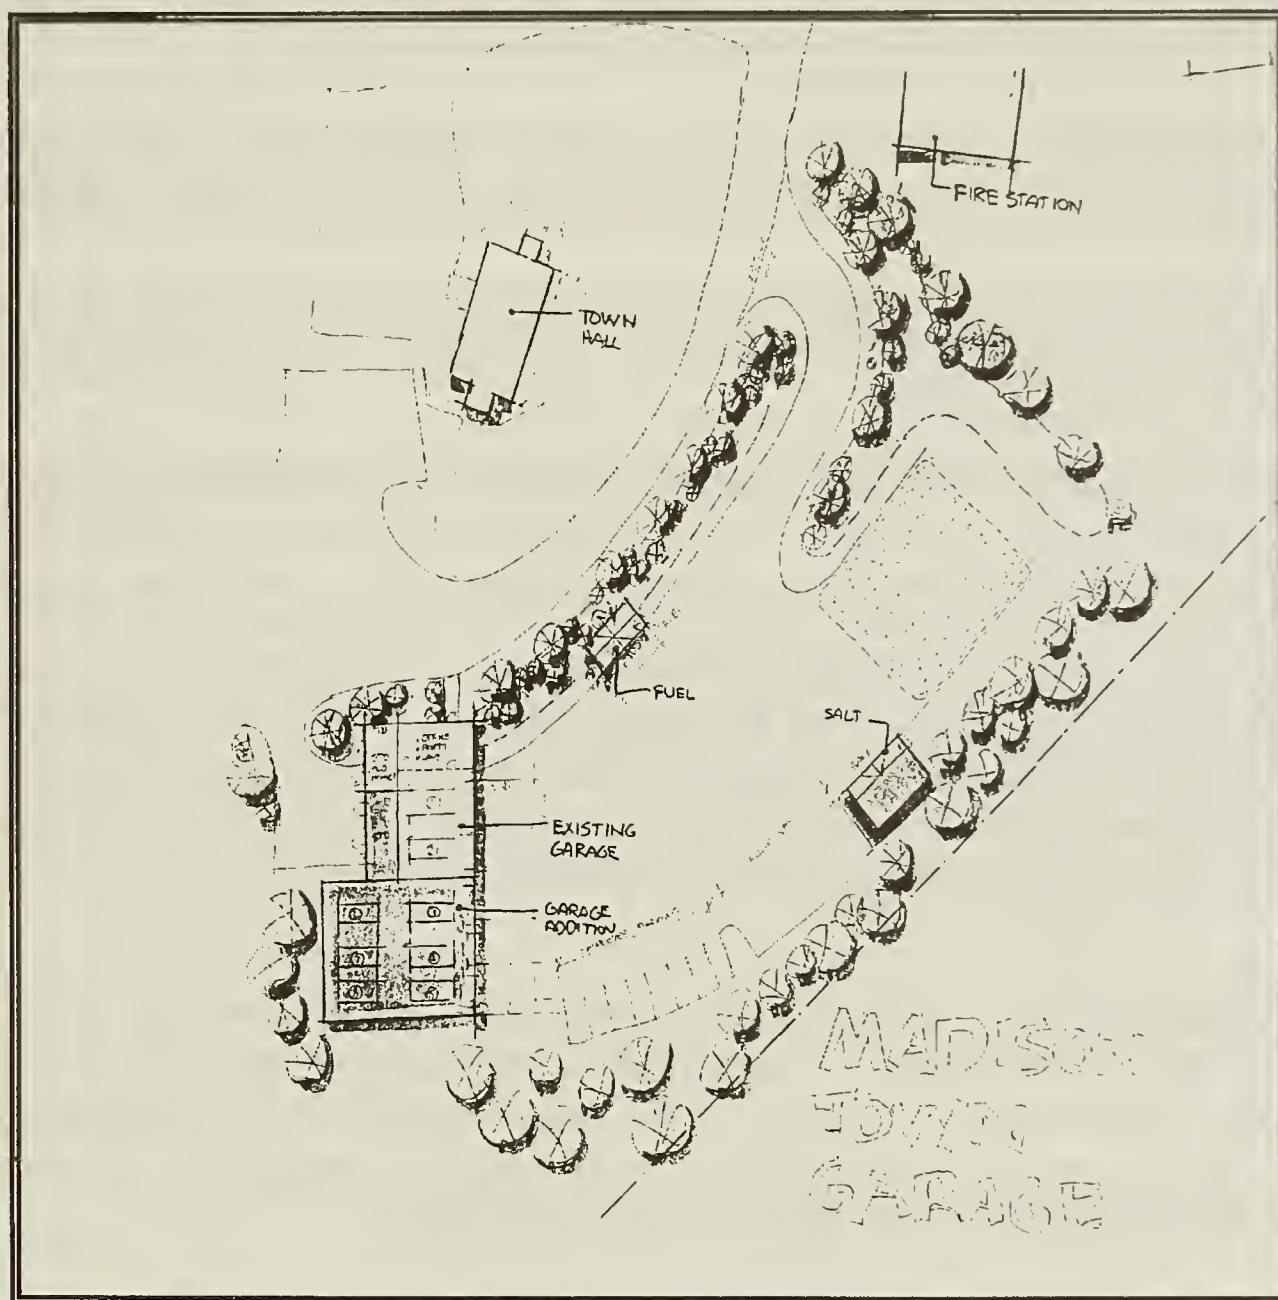 FIRE STATION
TOWN
HALL
FUEL
SALT
EXISTING
GARAGE
GARAGE
ADDITION
MADISON
TOWN
GARAGE